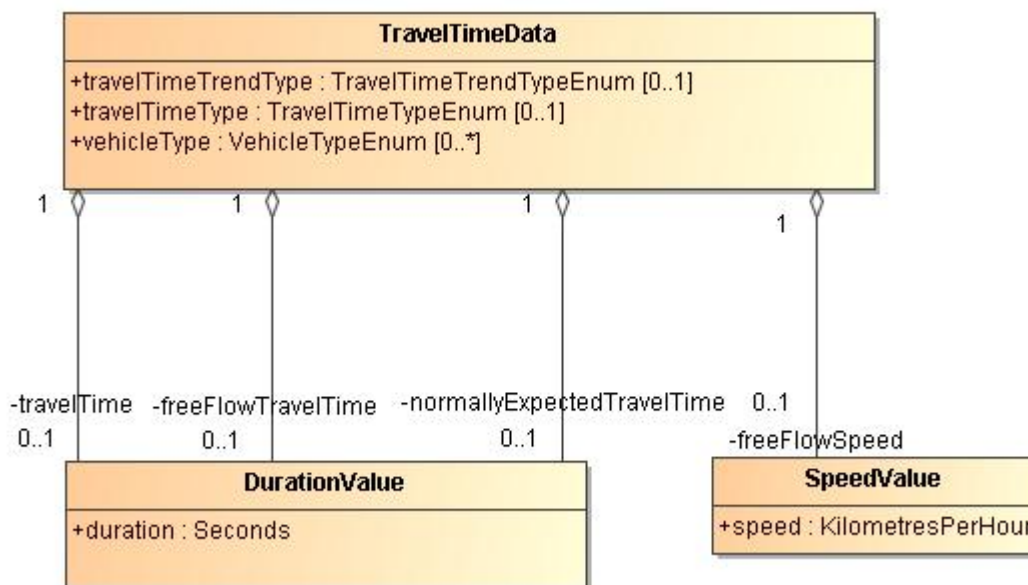 TravelTimeData
+travelTimeTrendType : TravelTimeTrendTypeEnum [0..1]
+travelTimeType : TravelTimeTypeEnum [0..1]
+vehicleType : VehicleTypeEnum [0..*]
1 1 1 1
-travelTime -freeFlowTravelTime -normallyExpectedTravelTime 0..1
0..1 0..1 0..1 -freeFlowSpeed
DurationValue SpeedValue
+duration : Seconds +speed : KilometresPerHour